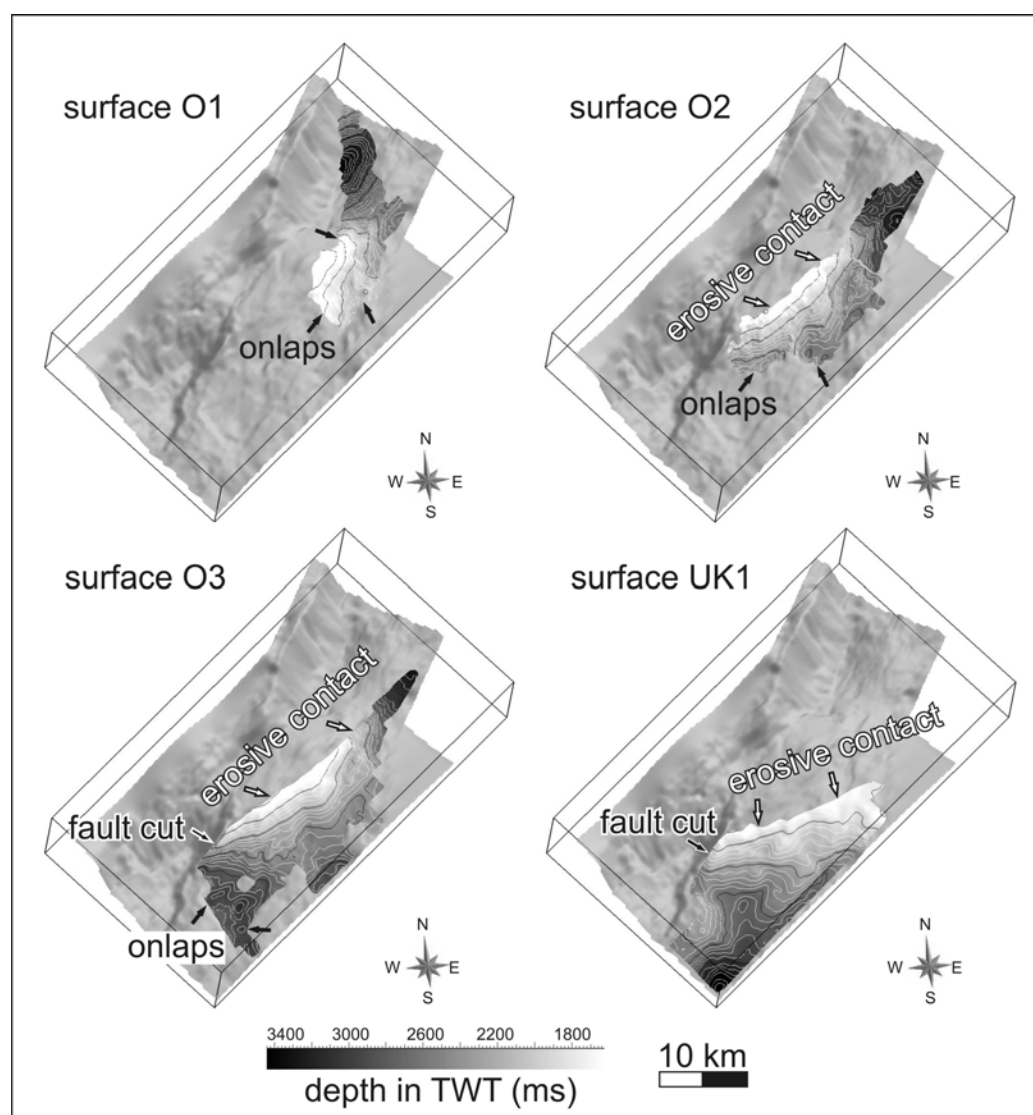 surface O1
onlaps
N
W E
S
surface O2
erosive contact
onlaps
N
W E
S
surface O3
erosive contact
fault cut
onlaps
N
W E
S
surface UK1
erosive contact
fault cut
N
W E
S
3400 3000 2600 2200 1800
depth in TWT (ms)
10 km